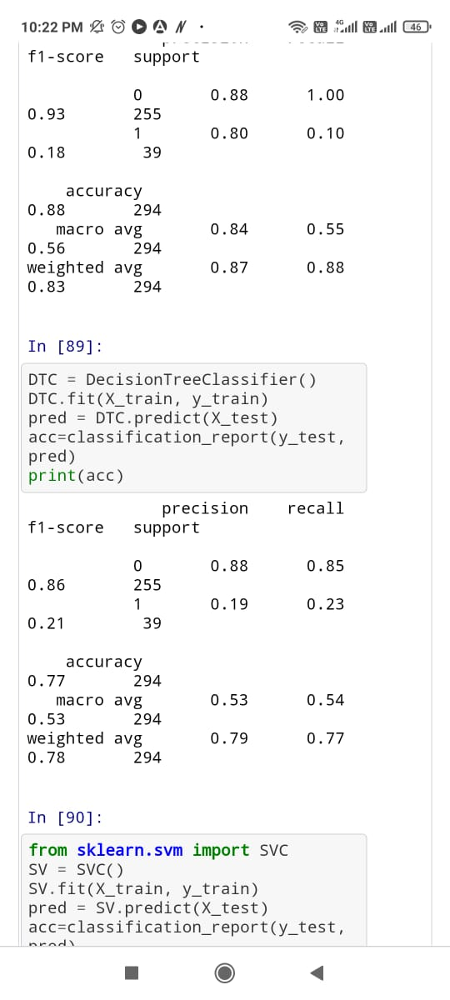 10:22 PM 4G 46
f1-score support
0 0.88 1.00
0.93 255
1 0.80 0.10
0.18 39
accuracy
0.88 294
macro avg 0.84 0.55
0.56 294
weighted avg 0.87 0.88
0.83 294
In [89]:
DTC = DecisionTreeClassifier()
DTC.fit(X_train, y_train)
pred = DTC.predict(X_test)
acc=classification_report(y_test,
pred)
print(acc)
precision recall
f1-score support
0 0.88 0.85
0.86 255
1 0.19 0.23
0.21 39
accuracy
0.77 294
macro avg 0.53 0.54
0.53 294
weighted avg 0.79 0.77
0.78 294
In [90]:
from sklearn.svm import SVC
SV = SVC()
SV.fit(X_train, y_train)
pred = SV.predict(X_test)
acc=classification_report(y_test,